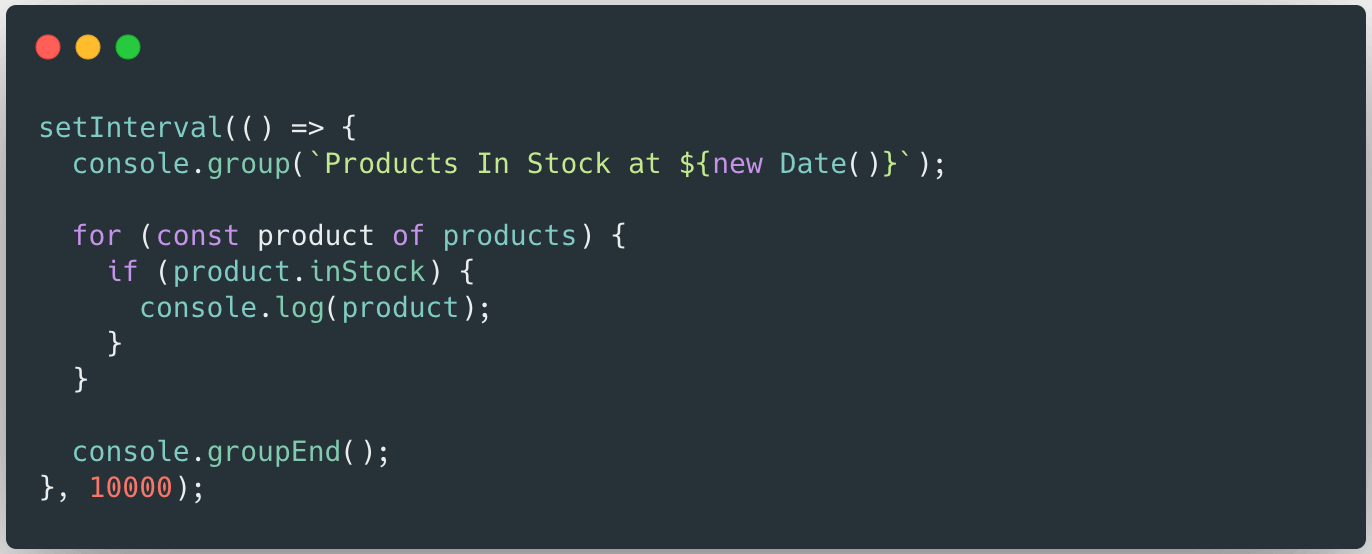 setInterval(() => {
  console.group(`Products In Stock at ${new Date()}`);

  for (const product of products) {
    if (product.inStock) {
      console.log(product);
    }
  }

  console.groupEnd();
}, 10000);